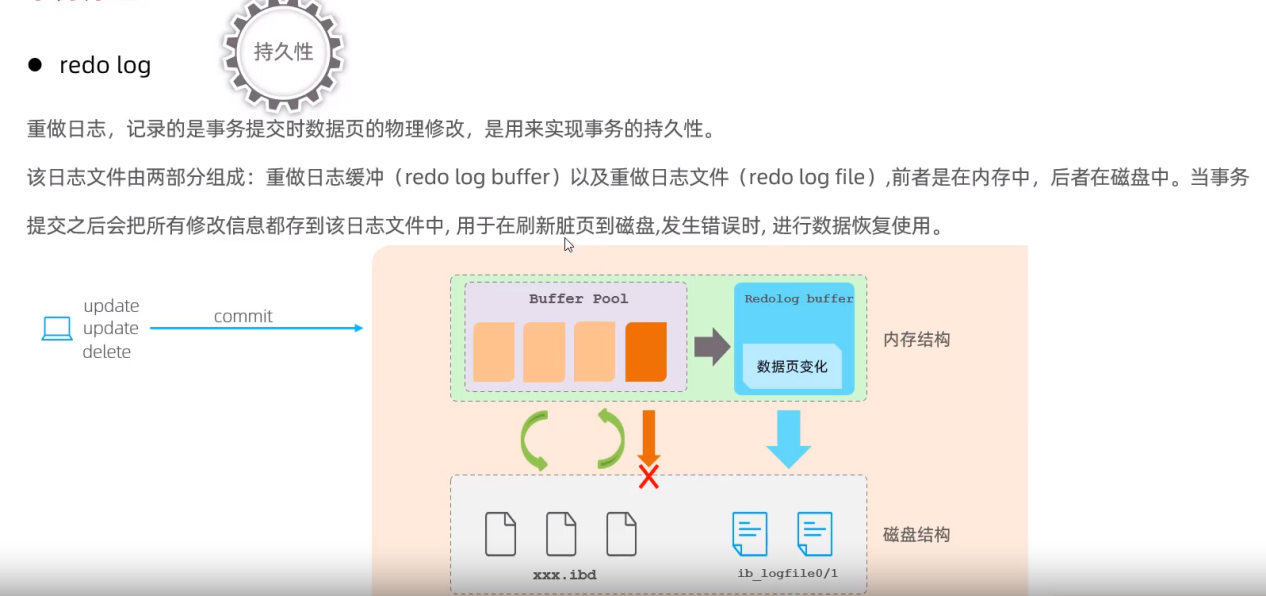 持久性
redo log
重做日志，记录的是事务提交时数据页的物理修改，是用来实现事务的持久性。
该日志文件由两部分组成：重做日志缓冲（redo log buffer）以及重做日志文件（redo log file）,前者是在内存中，后者在磁盘中。当事务
提交之后会把所有修改信息都存到该日志文件中, 用于在刷新脏页到磁盘,发生错误时, 进行数据恢复使用。
update
update
delete
commit
Buffer Pool
Redolog buffer
数据页变化
内存结构
xxx.ibd
ib_logfile0/1
磁盘结构